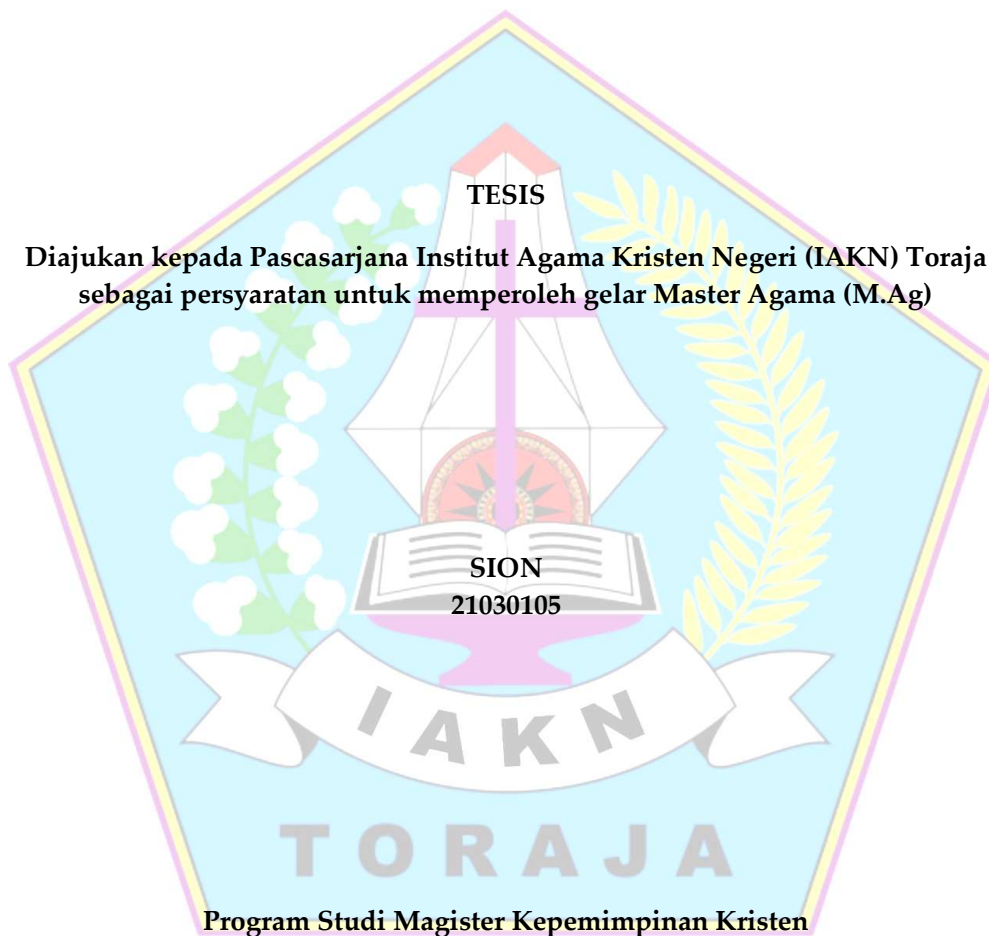 TESIS
Diajukan kepada Pascasarjana Institut Agama Kristen Negeri (IAKN) Toraja
sebagai persyaratan untuk memperoleh gelar Master Agama (M.Ag)
SION
21030105
IAKN
TORAJA
Program Studi Magister Kepemimpinan Kristen